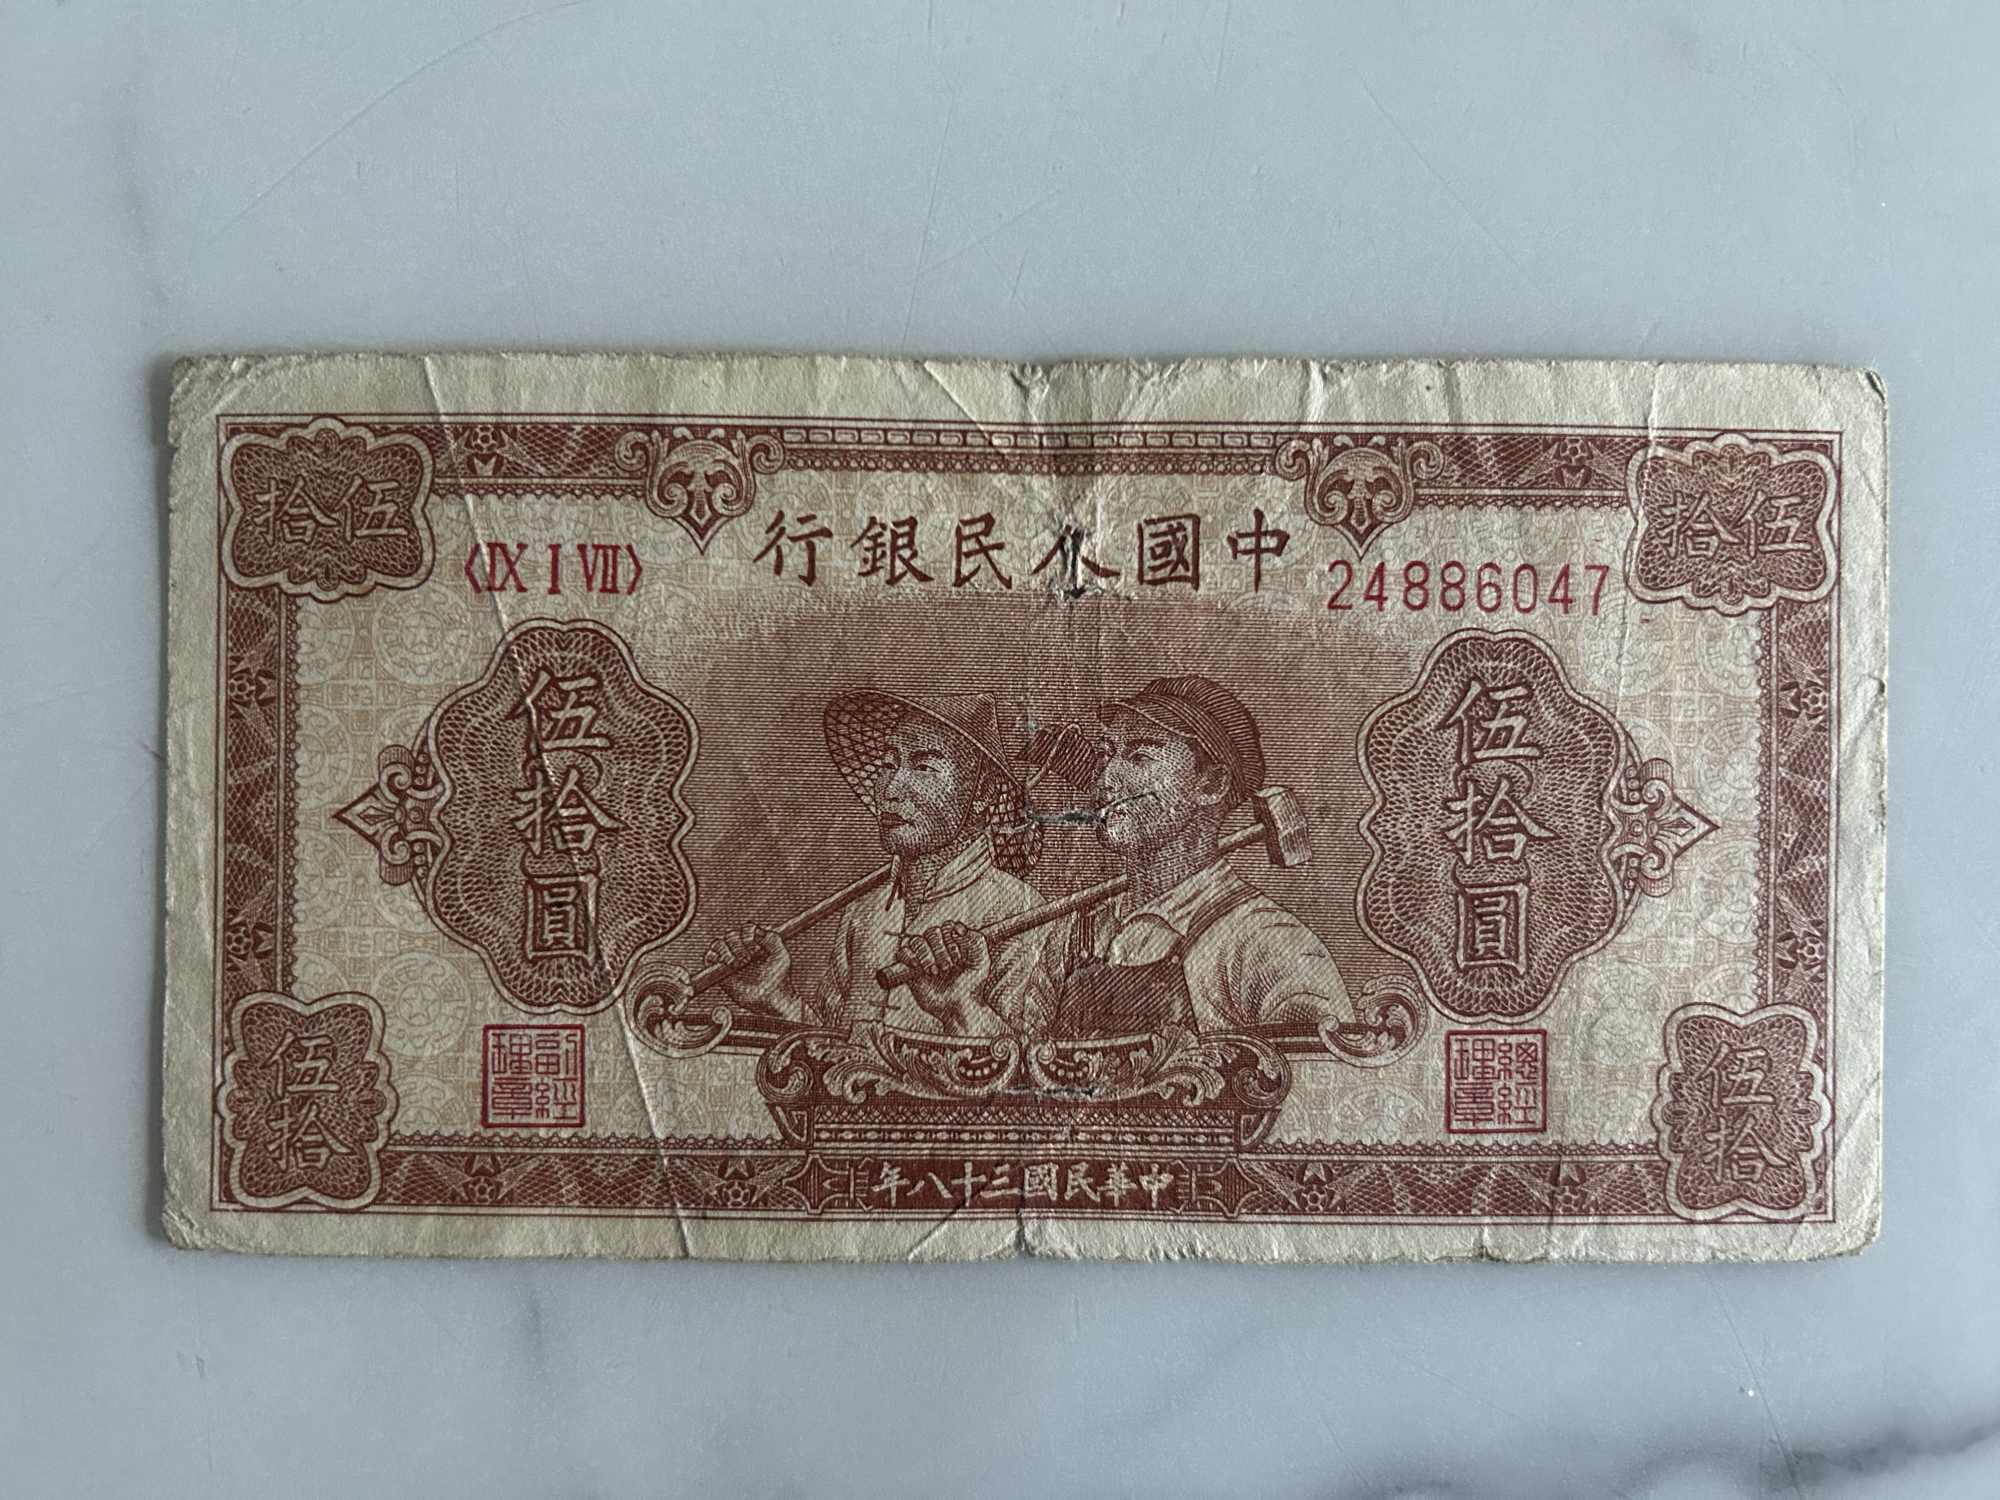 伍拾
伍拾
中國人民銀行
〈Ⅸ Ⅰ Ⅶ〉
24886047
伍拾圓
伍拾圓
副經理章
總經理章
伍拾
伍拾
中華民國三十八年